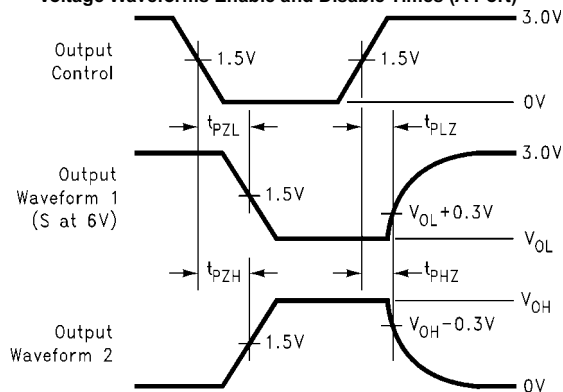 Voltage Waveforms Enable and Disable Times (A Port)
3.0V
Output
Control
1.5V
1.5V
0V
tPZL
tPLZ
3.0V
Output
Waveform 1
(S at 6V)
1.5V
VOL+0.3V
VOL
tPZH
tPHZ
VOH
Output
Waveform 2
1.5V
VOH−0.3V
0V